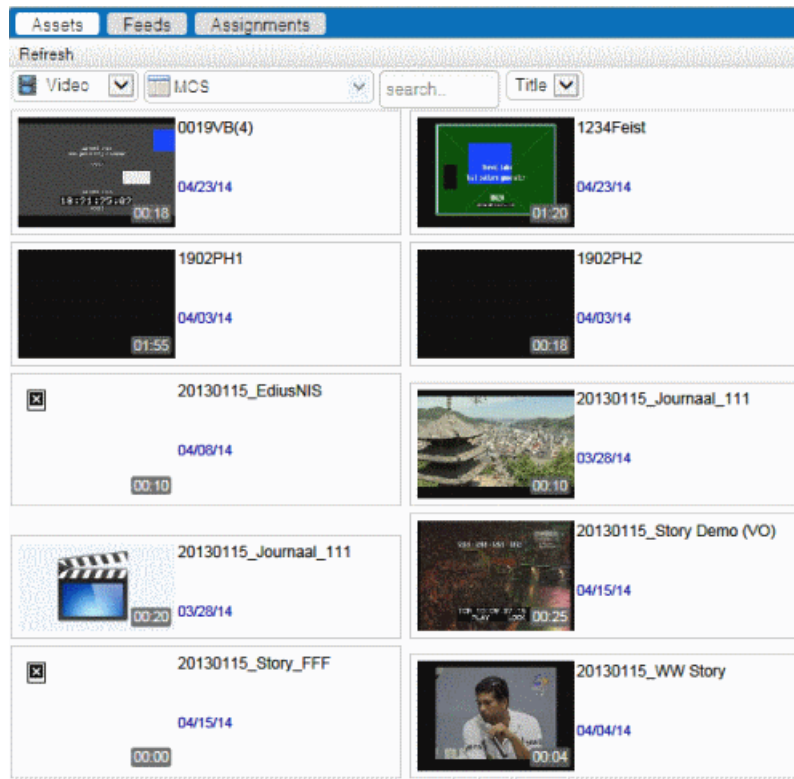 Assets Feeds Assignments
Refresh
Video MOS search.. Title
0019VB(4)
04/23/14
00:18
1234Feist
04/23/14
01:20
1902PH1
04/03/14
01:55
1902PH2
04/03/14
00:18
20130115_EdiusNIS
04/08/14
00:10
20130115_Journaal_111
03/28/14
00:10
20130115_Journaal_111
00:20 03/28/14
20130115_Story Demo (VO)
04/15/14
PLAY LOCK 00:25
20130115_Story_FFF
04/15/14
00:00
20130115_WW Story
04/04/14
00:04